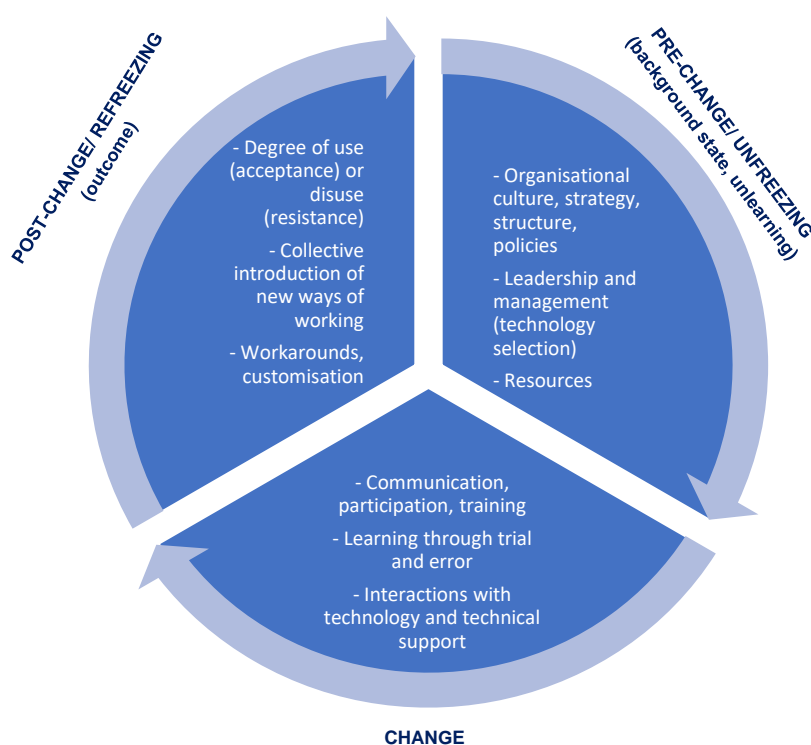 POST-CHANGE/ REFREEZING
(outcome)
PRE-CHANGE/ UNFREEZING
(background state, unlearning)
- Degree of use
(acceptance) or
disuse
(resistance)
- Collective
introduction of
new ways of
working
- Workarounds,
customisation
- Organisational
culture, strategy,
structure,
policies
- Leadership and
management
(technology
selection)
- Resources
- Communication,
participation, training
- Learning through trial
and error
- Interactions with
technology and technical
support
CHANGE